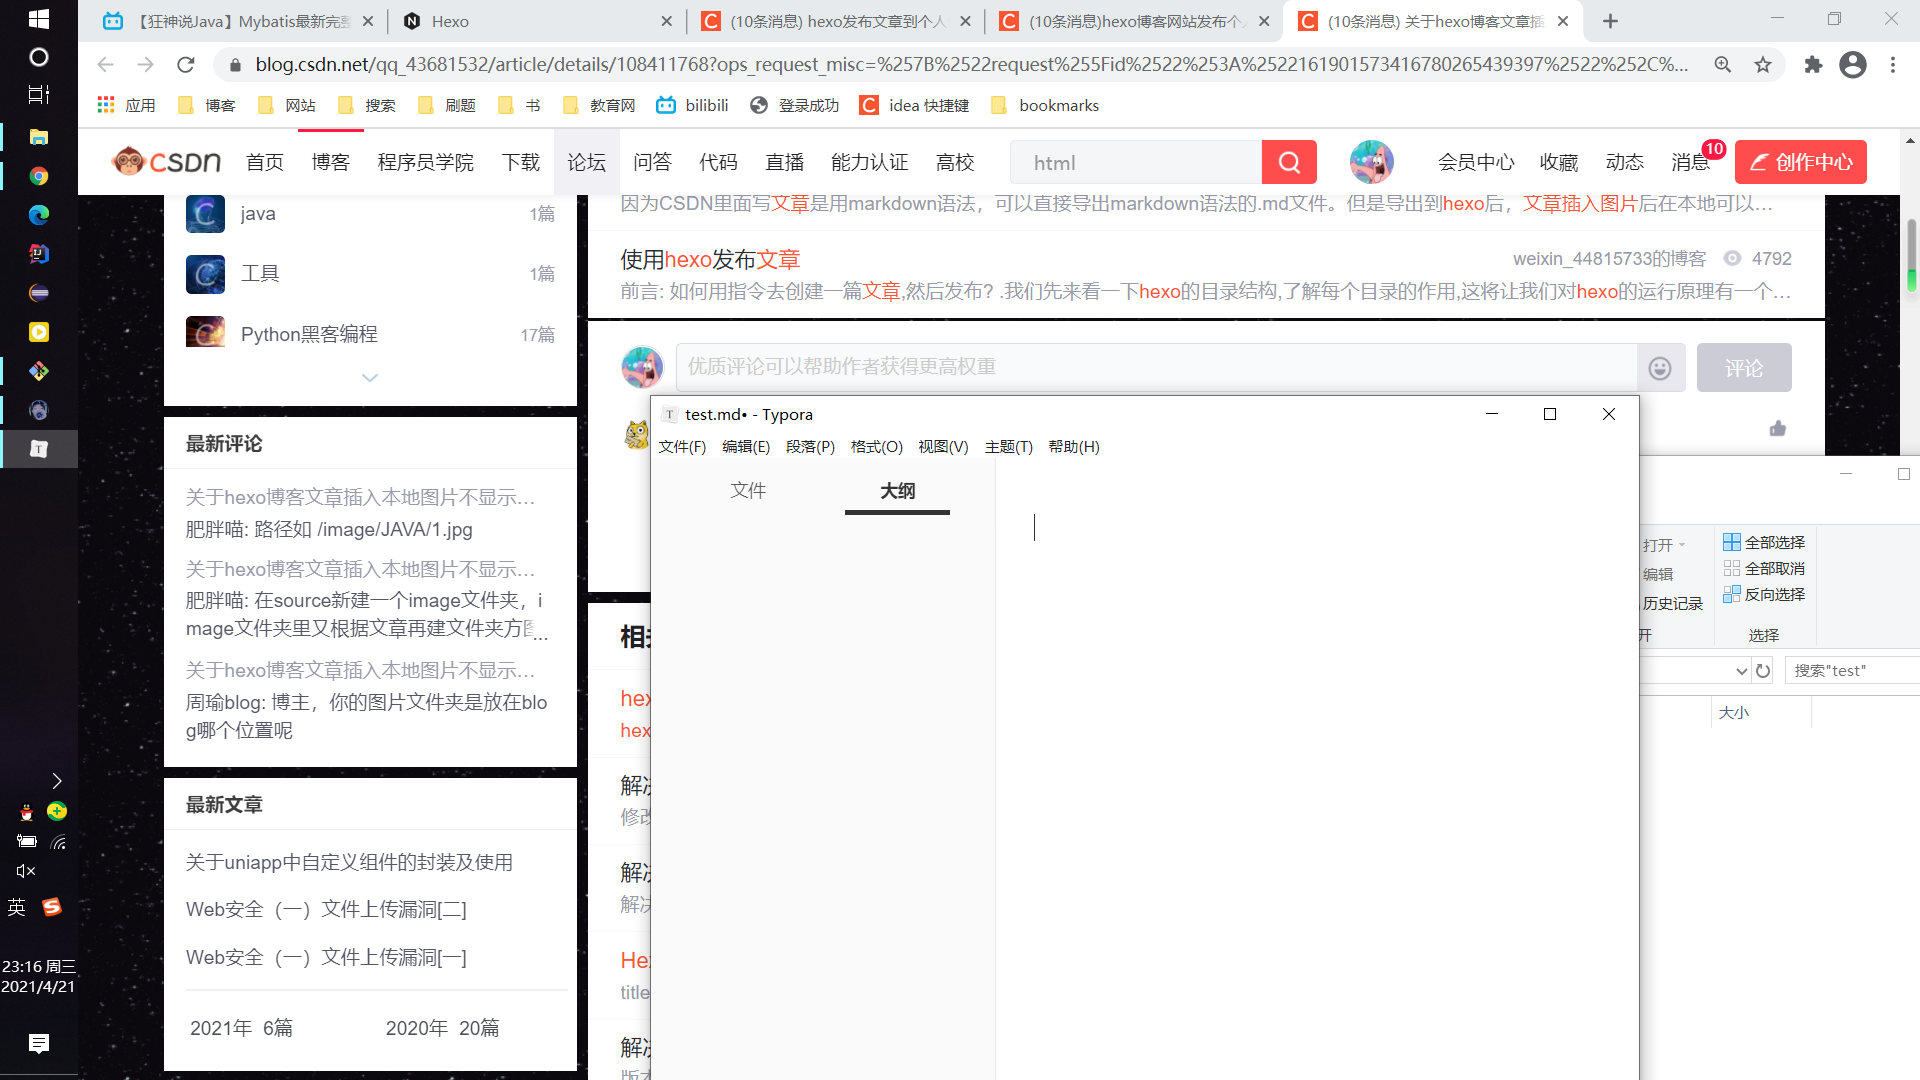 【狂神说Java】Mybatis最新完整
Hexo
(10条消息) hexo发布文章到个人
(10条消息)hexo博客网站发布个
(10条消息) 关于hexo博客文章插
blog.csdn.net/qq_43681532/article/details/108411768?ops_request_misc=%257B%2522request%255Fid%2522%253A%2522161901573416780265439397%2522%252C%...
应用 博客 网站 搜索 刷题 书 教育网 bilibili 登录成功 idea 快捷键 bookmarks
CSDN 首页 博客 程序员学院 下载 论坛 问答 代码 直播 能力认证 高校 html 会员中心 收藏 动态 消息 10 创作中心
java 1篇
工具 1篇
Python黑客编程 17篇
因为CSDN里面写文章是用markdown语法，可以直接导出markdown语法的.md文件。但是导出到hexo后，文章插入图片后在本地可以...
使用hexo发布文章 weixin_44815733的博客 4792
前言: 如何用指令去创建一篇文章,然后发布? .我们先来看一下hexo的目录结构,了解每个目录的作用,这将让我们对hexo的运行原理有一个...
优质评论可以帮助作者获得更高权重 评论
最新评论
关于hexo博客文章插入本地图片不显示...
肥胖喵: 路径如 /image/JAVA/1.jpg
关于hexo博客文章插入本地图片不显示...
肥胖喵: 在source新建一个image文件夹，i
mage文件夹里又根据文章再建文件夹方图...
关于hexo博客文章插入本地图片不显示...
周瑜blog: 博主，你的图片文件夹是放在blo
g哪个位置呢
最新文章
关于uniapp中自定义组件的封装及使用
Web安全（一）文件上传漏洞[二]
Web安全（一）文件上传漏洞[一]
2021年 6篇 2020年 20篇
test.md• - Typora
文件(F) 编辑(E) 段落(P) 格式(O) 视图(V) 主题(T) 帮助(H)
文件 大纲
相
hex
hex
解决
修改
解决
解决
Hex
title
解决
版本
打开
编辑
历史记录
开
全部选择
全部取消
反向选择
选择
搜索"test"
大小
英
23:16 周三
2021/4/21